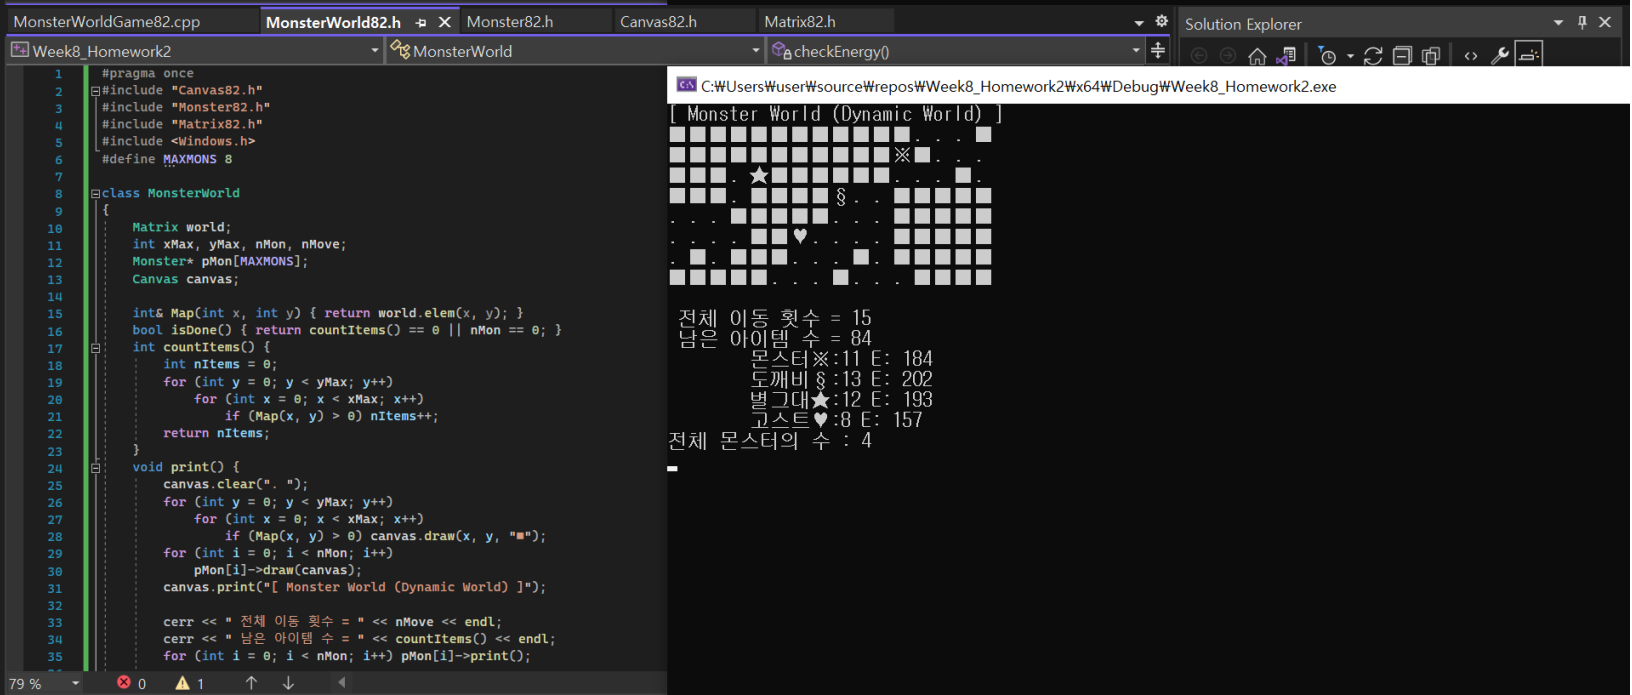 MonsterWorldGame82.cpp MonsterWorld82.h Monster82.h Canvas82.h Matrix82.h
Week8_Homework2 MonsterWorld checkEnergy()
1 #pragma once
2 #include "Canvas82.h"
3 #include "Monster82.h"
4 #include "Matrix82.h"
5 #include <Windows.h>
6 #define MAXMONS 8
7
8 class MonsterWorld
9 {
10 Matrix world;
11 int xMax, yMax, nMon, nMove;
12 Monster* pMon[MAXMONS];
13 Canvas canvas;
14
15 int& Map(int x, int y) { return world.elem(x, y); }
16 bool isDone() { return countItems() == 0 || nMon == 0; }
17 int countItems() {
18 int nItems = 0;
19 for (int y = 0; y < yMax; y++)
20 for (int x = 0; x < xMax; x++)
21 if (Map(x, y) > 0) nItems++;
22 return nItems;
23 }
24 void print() {
25 canvas.clear(". ");
26 for (int y = 0; y < yMax; y++)
27 for (int x = 0; x < xMax; x++)
28 if (Map(x, y) > 0) canvas.draw(x, y, "■");
29 for (int i = 0; i < nMon; i++)
30 pMon[i]->draw(canvas);
31 canvas.print("[ Monster World (Dynamic World) ]");
32
33 cerr << " 전체 이동 횟수 = " << nMove << endl;
34 cerr << " 남은 아이템 수 = " << countItems() << endl;
35 for (int i = 0; i < nMon; i++) pMon[i]->print();
79 % 0 1
Solution Explorer
C:₩Users₩user₩source₩repos₩Week8_Homework2₩x64₩Debug₩Week8_Homework2.exe
[ Monster World (Dynamic World) ]
■■■■■■■■■■■■. . . ■
■■■■■■■■■■■※■. . .
■■■. ★■■■■■■. . . ■.
■■■. ■■■■§. . ■■■■■
. . . ■■■■■. . . ■■■■■
. . . . ■■♥. . . . ■■■■■
. ■. ■■■. . . ■. ■■■■■
■■■■■. . . ■. . . ■■■■
전체 이동 횟수 = 15
남은 아이템 수 = 84
몬스터※:11 E: 184
도깨비§:13 E: 202
별그대★:12 E: 193
고스트♥:8 E: 157
전체 몬스터의 수 : 4